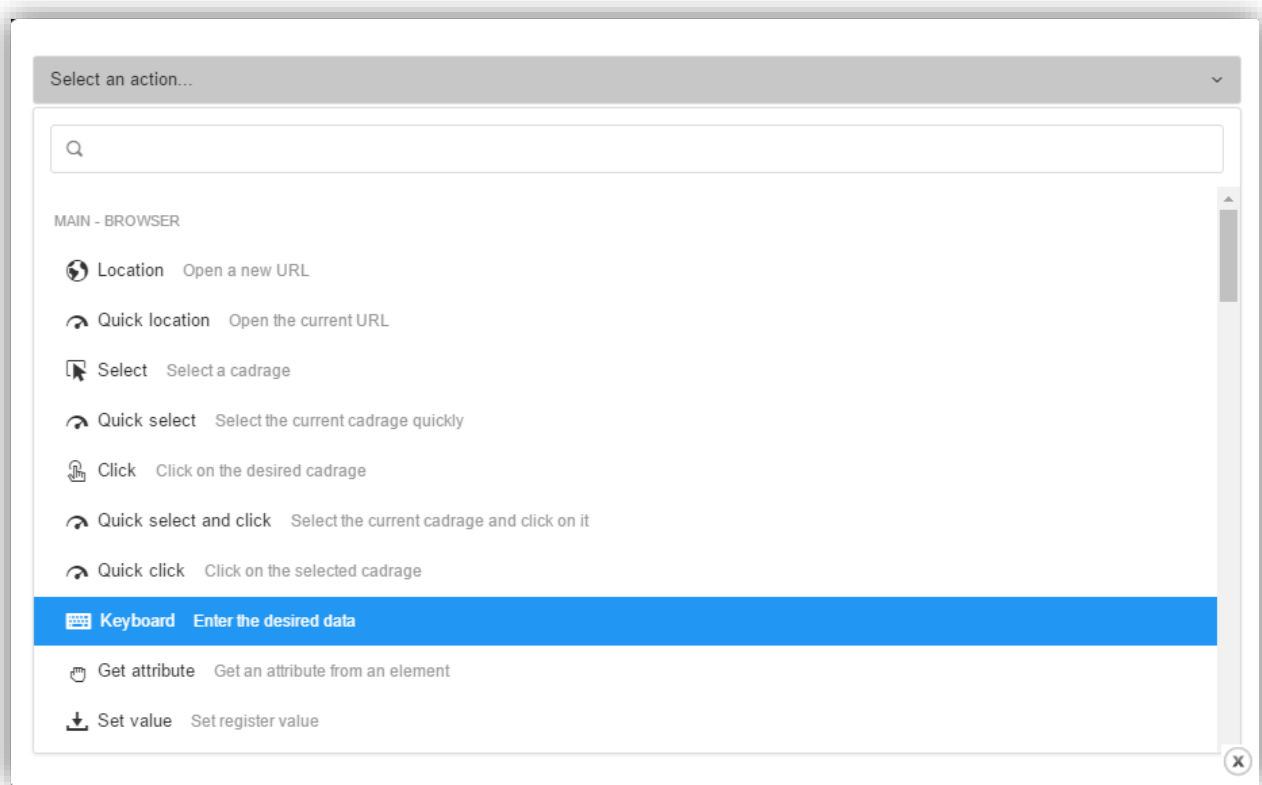 Select an action...
MAIN - BROWSER
Location Open a new URL
Quick location Open the current URL
Select Select a cadrage
Quick select Select the current cadrage quickly
Click Click on the desired cadrage
Quick select and click Select the current cadrage and click on it
Quick click Click on the selected cadrage
Keyboard Enter the desired data
Get attribute Get an attribute from an element
Set value Set register value
X